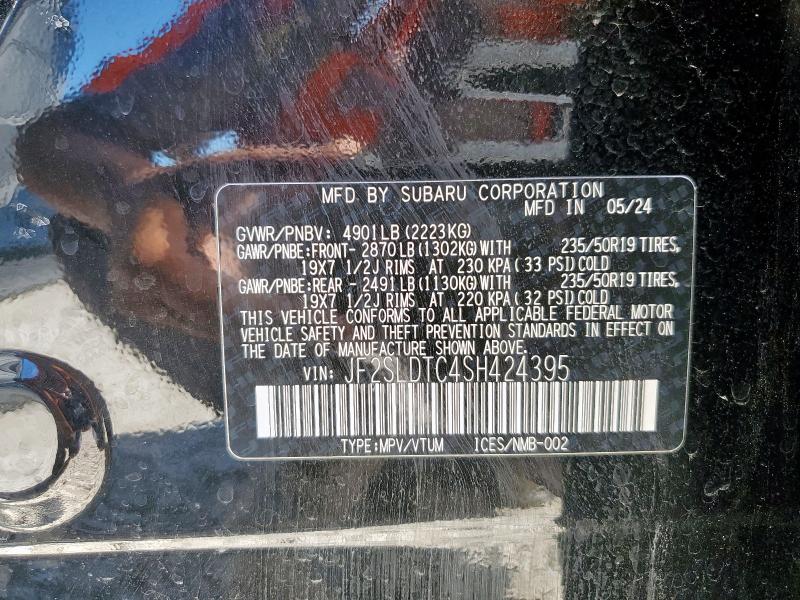 MFD BY SUBARU CORPORATION
MFD IN 05/24
GVWR/PNBV: 4901LB(2223KG)
GAWR/PNBE:FRONT- 2870LB(1302KG)WITH 235/50R19 TIRES,
19X7 1/2J RIMS AT 230 KPA( 33 PSI)COLD
GAWR/PNBE:REAR - 2491LB(1130KG)WITH 235/50R19 TIRES,
19X7 1/2J RIMS AT 220 KPA( 32 PSI)COLD
THIS VEHICLE CONFORMS TO ALL APPLICABLE FEDERAL MOTOR
VEHICLE SAFETY AND THEFT PREVENTION STANDARDS IN EFFECT ON
THE DATE OF MANUFACTURE SHOWN ABOVE.
VIN: JF2SLDTC4SH424395
TYPE:MPV/VTUM ICES/NMB-002